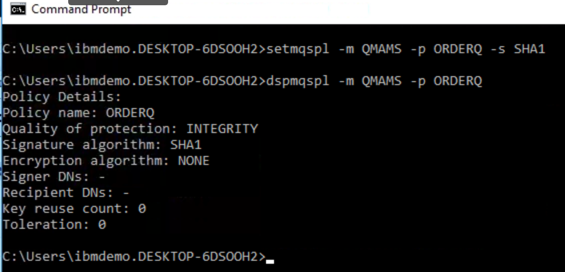 Command Prompt
C:\Users\ibmdemo.DESKTOP-6DSOOH2>setmqspl -m QMAMS -p ORDERQ -s SHA1
C:\Users\ibmdemo.DESKTOP-6DSOOH2>dspmqspl -m QMAMS -p ORDERQ
Policy Details:
Policy name: ORDERQ
Quality of protection: INTEGRITY
Signature algorithm: SHA1
Encryption algorithm: NONE
Signer DNs: -
Recipient DNs: -
Key reuse count: 0
Toleration: 0
C:\Users\ibmdemo.DESKTOP-6DSOOH2>